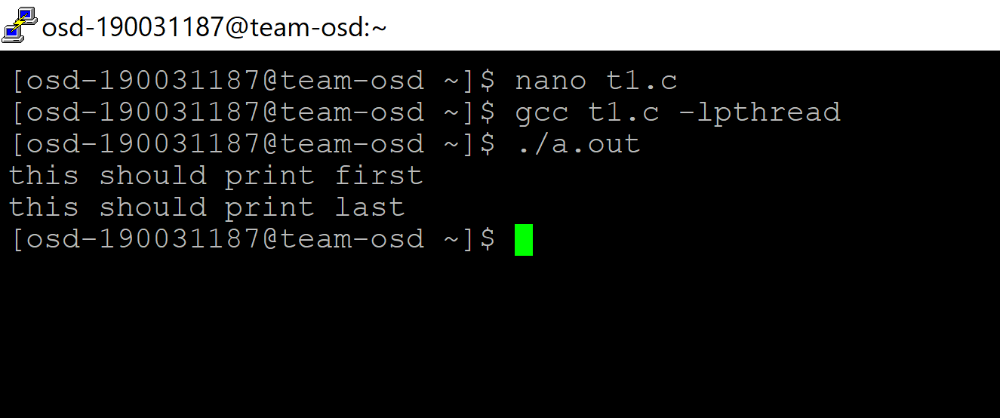 osd-190031187@team-osd:~
[osd-190031187@team-osd ~]$ nano t1.c
[osd-190031187@team-osd ~]$ gcc t1.c -lpthread
[osd-190031187@team-osd ~]$ ./a.out
this should print first
this should print last
[osd-190031187@team-osd ~]$